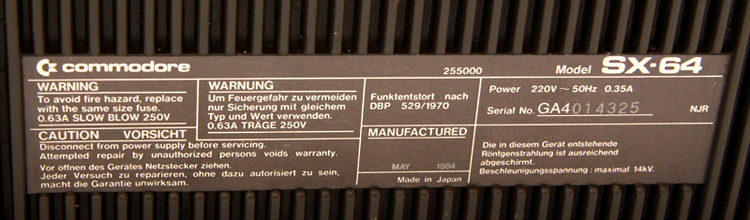 commodore
255000
Model SX-64
WARNING
To avoid fire hazard, replace
with the same size fuse.
0.63A SLOW BLOW 250V
WARNUNG
Um Feuergefahr zu vermeiden
nur Sicherung mit gleichem
Typ und Wert verwenden.
0.63A TRÄGE 250V
Funktentstort nach
DBP 529/1970
Power 220V ~ 50Hz 0.35A
Serial No. GA4 014325 NJR
CAUTION VORSICHT
Disconnect from power supply before servicing.
Attempted repair by unauthorized persons voids warranty.
Vor öffnen des Gerätes Netzstecker ziehen.
Jeder Versuch zu reparieren, ohne dazu autorisiert zu sein,
macht die Garantie unwirksam.
MANUFACTURED
MAY 1984
Made in Japan
Die in diesem Gerät entstehende
Röntgenstrahlung ist ausreichend
abgeschirmt.
Beschleunigungsspannung : maximal 14kV.